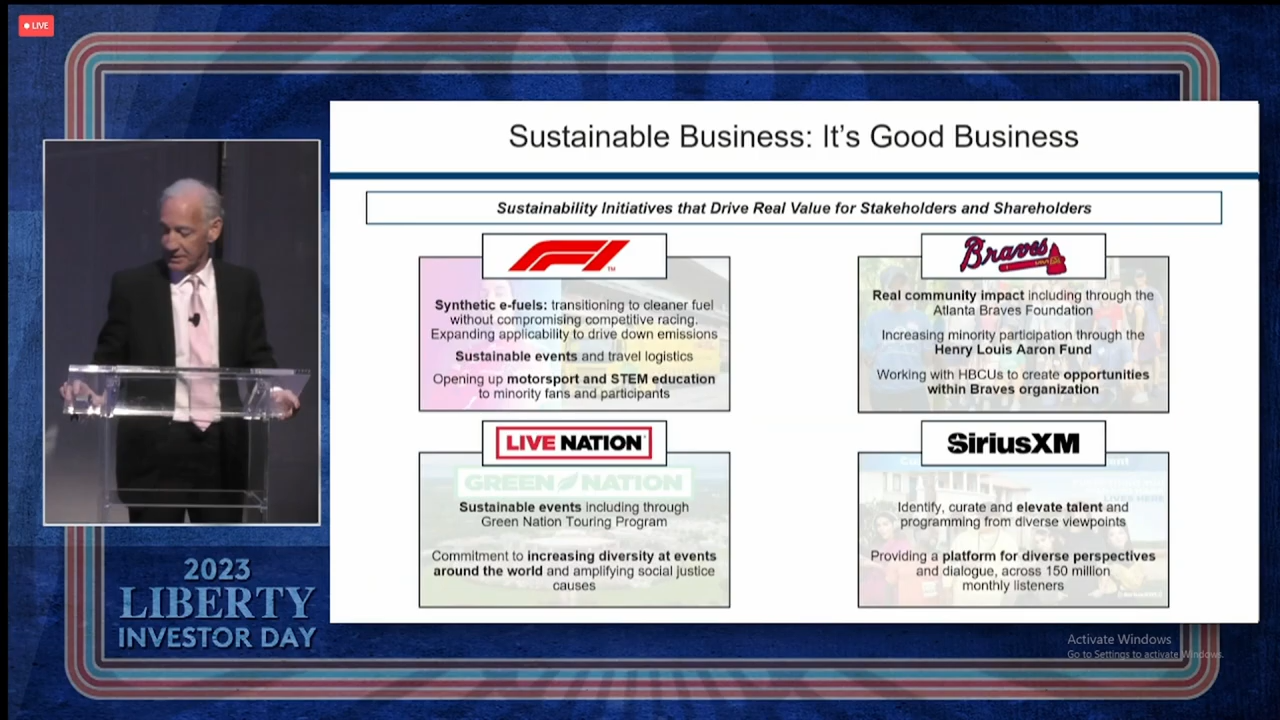 LIVE
Sustainable Business: It's Good Business
Sustainability Initiatives that Drive Real Value for Stakeholders and Shareholders
F1
TM
Synthetic e-fuels: transitioning to cleaner fuel
without compromising competitive racing.
Expanding applicability to drive down emissions
Sustainable events and travel logistics
Opening up motorsport and STEM education
to minority fans and participants
Braves
Real community impact including through the
Atlanta Braves Foundation
Increasing minority participation through the
Henry Louis Aaron Fund
Working with HBCUs to create opportunities
within Braves organization
LIVE NATION
GREEN NATION
Sustainable events including through
Green Nation Touring Program
Commitment to increasing diversity at events
around the world and amplifying social justice
causes
SiriusXM
Identify, curate and elevate talent and
programming from diverse viewpoints
Providing a platform for diverse perspectives
and dialogue, across 150 million
monthly listeners
2023
LIBERTY
INVESTOR DAY
Activate Windows
Go to Settings to activate Windows.